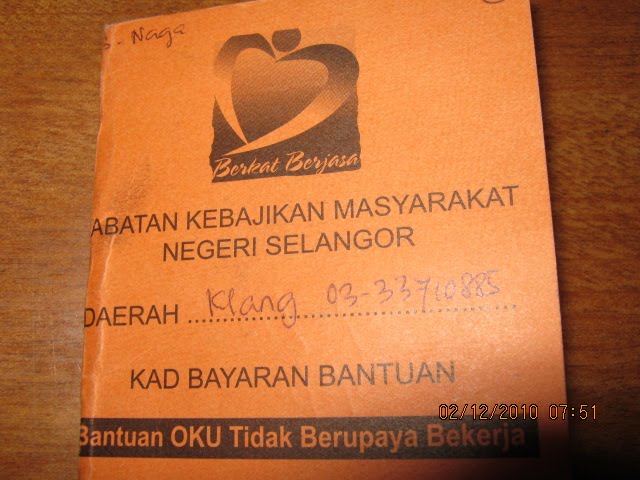 Naga
Berkat Berjasa
ABATAN KEBAJIKAN MASYARAKAT
NEGERI SELANGOR
DAERAH ... Klang 03-33710885
KAD BAYARAN BANTUAN
02/12/2010 07:51
Bantuan OKU Tidak Berupaya Bekerja